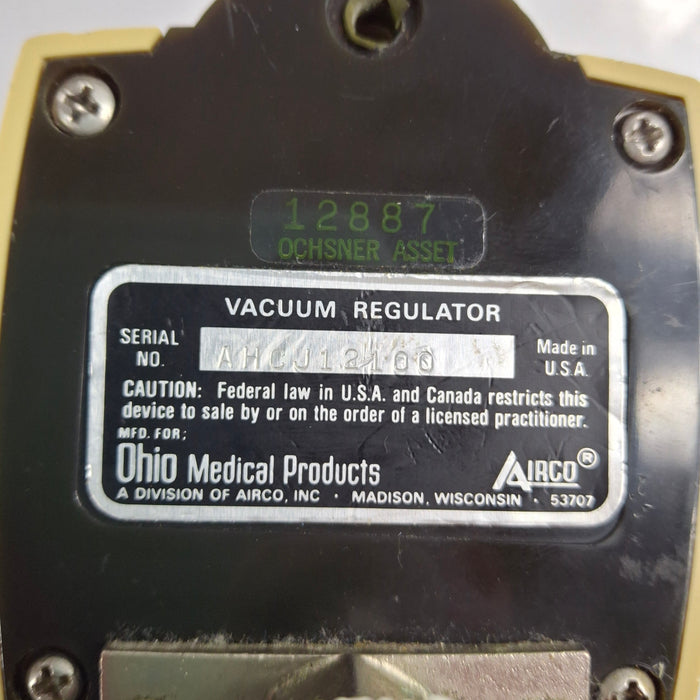 12887
OCHSNER ASSET
VACUUM REGULATOR
SERIAL NO. AHCJ12100
Made in U.S.A.
CAUTION: Federal law in U.S.A. and Canada restricts this
device to sale by or on the order of a licensed practitioner.
MFD. FOR;
Ohio Medical Products
AIRCO®
A DIVISION OF AIRCO, INC · MADISON, WISCONSIN · 53707